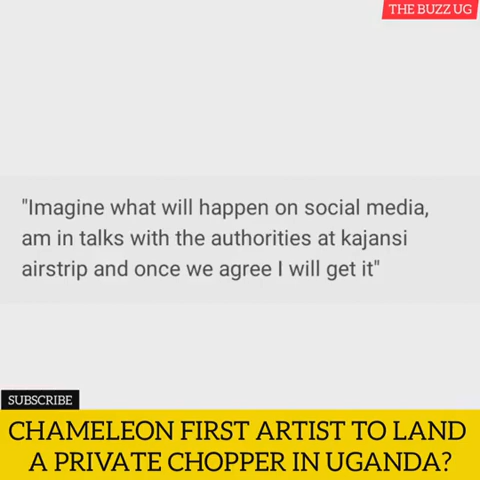 THE BUZZ UG
"Imagine what will happen on social media,
am in talks with the authorities at kajansi
airstrip and once we agree I will get it"
SUBSCRIBE
CHAMELEON FIRST ARTIST TO LAND
A PRIVATE CHOPPER IN UGANDA?